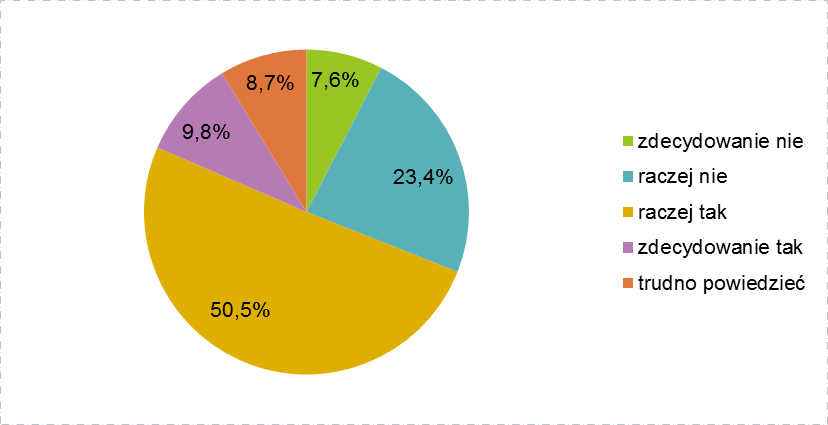 8,7%
7,6%
9,8%
23,4%
50,5%
zdecydowanie nie
raczej nie
raczej tak
zdecydowanie tak
trudno powiedzieć